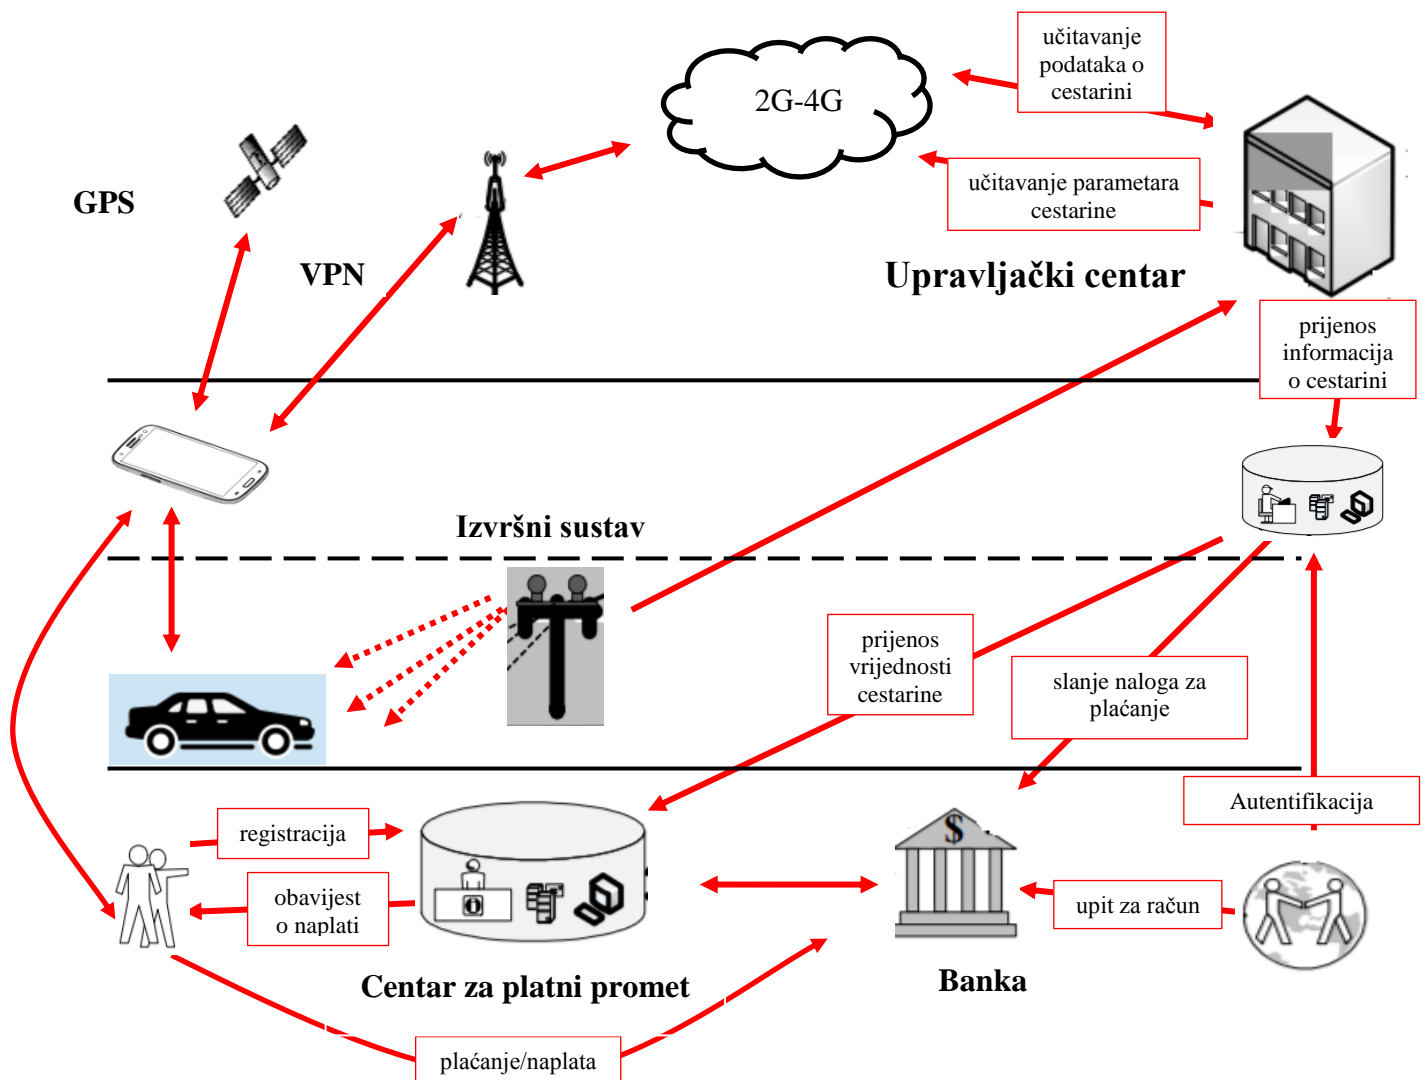 učitavanje
podataka o
cestarini
2G-4G
GPS
učitavanje parametara
cestarine
VPN
Upravljački centar
prijenos
informacija
o cestarini
Izvršni sustav
prijenos
vrijednosti
cestarine
slanje naloga za
plaćanje
Autentifikacija
registracija
$
obavijest
o naplati
upit za račun
Centar za platni promet
Banka
plaćanje/naplata